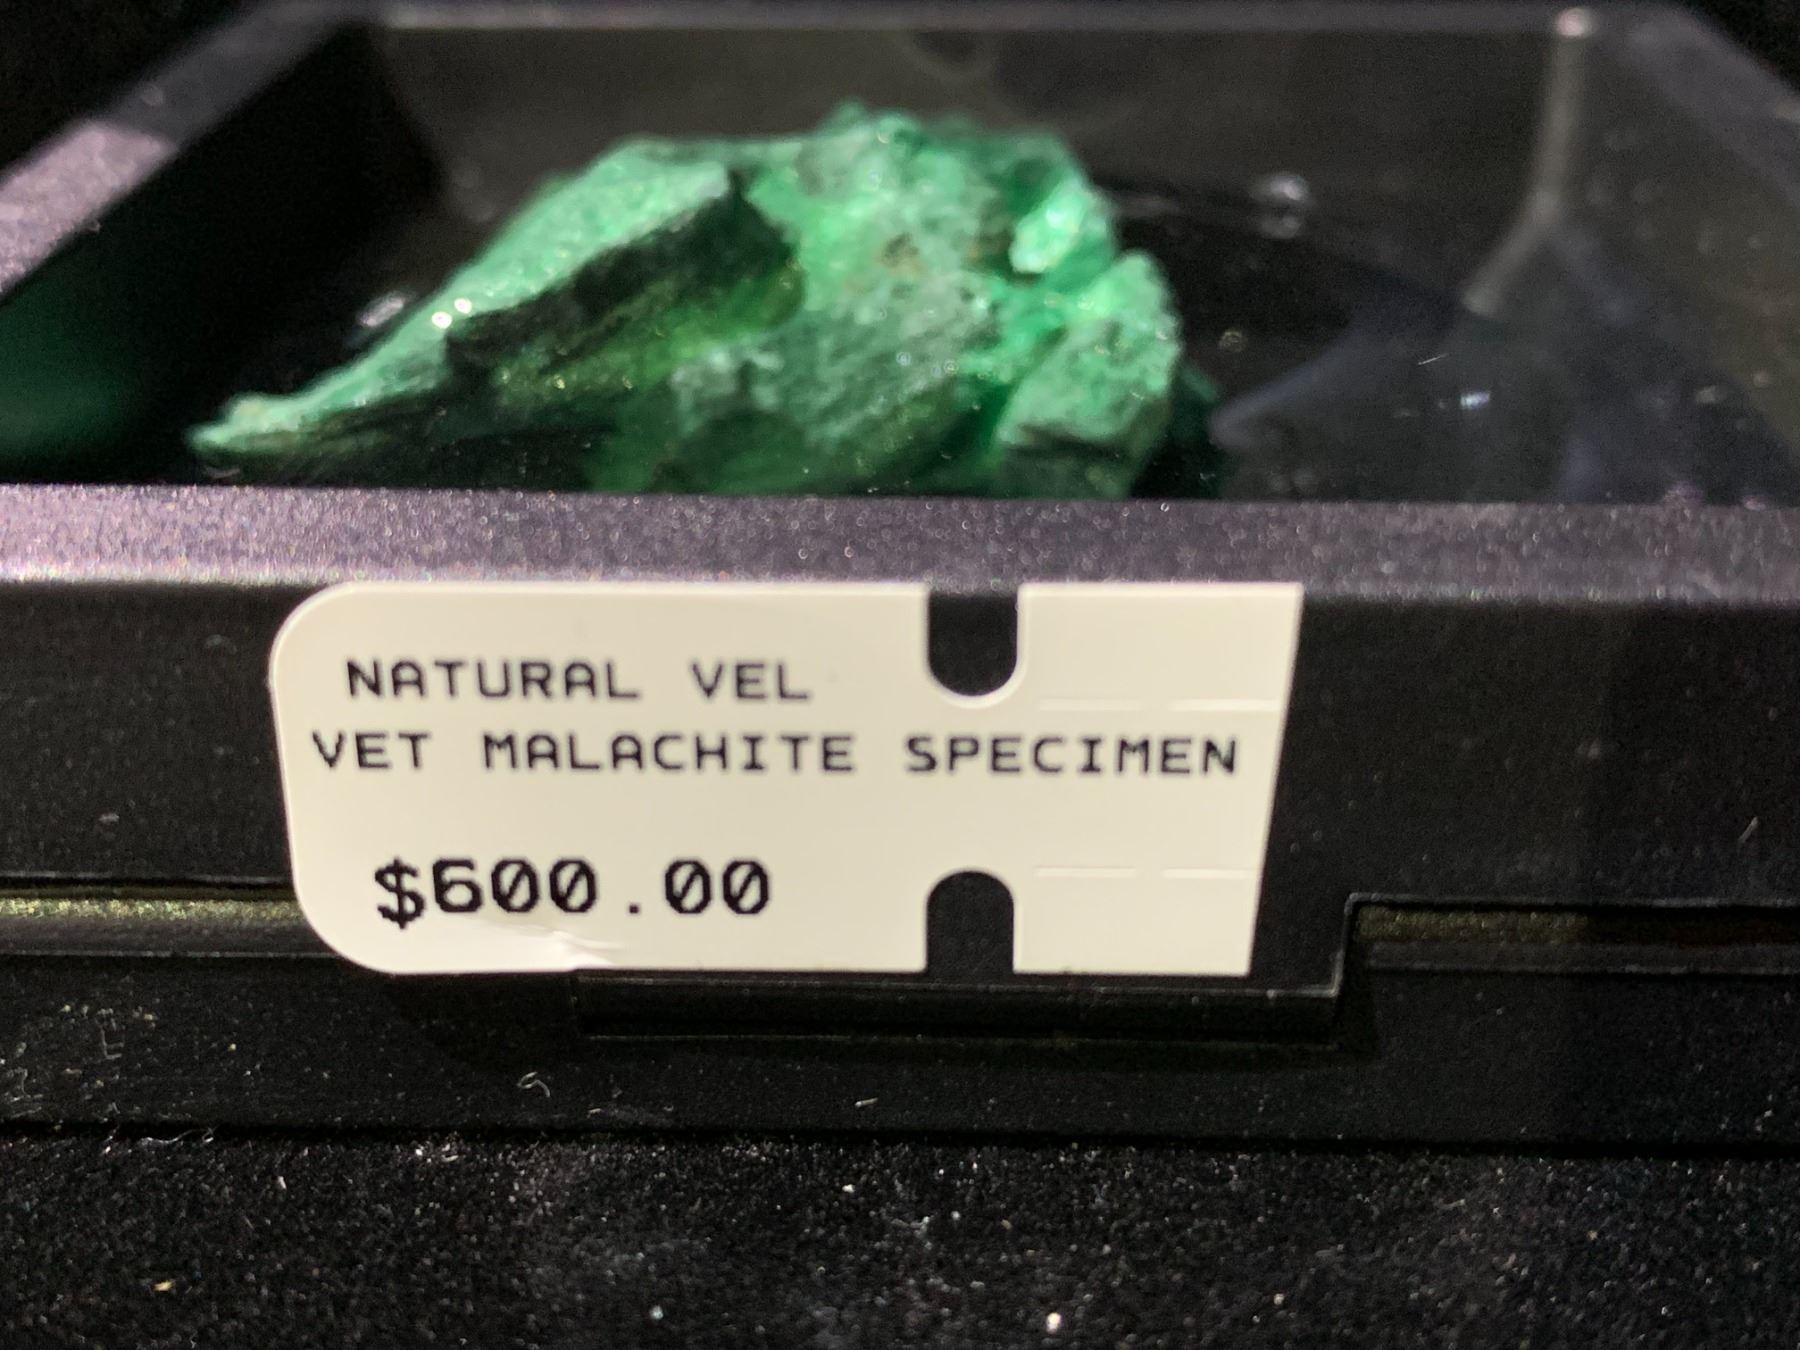 NATURAL VEL
VET MALACHITE SPECIMEN
$600.00